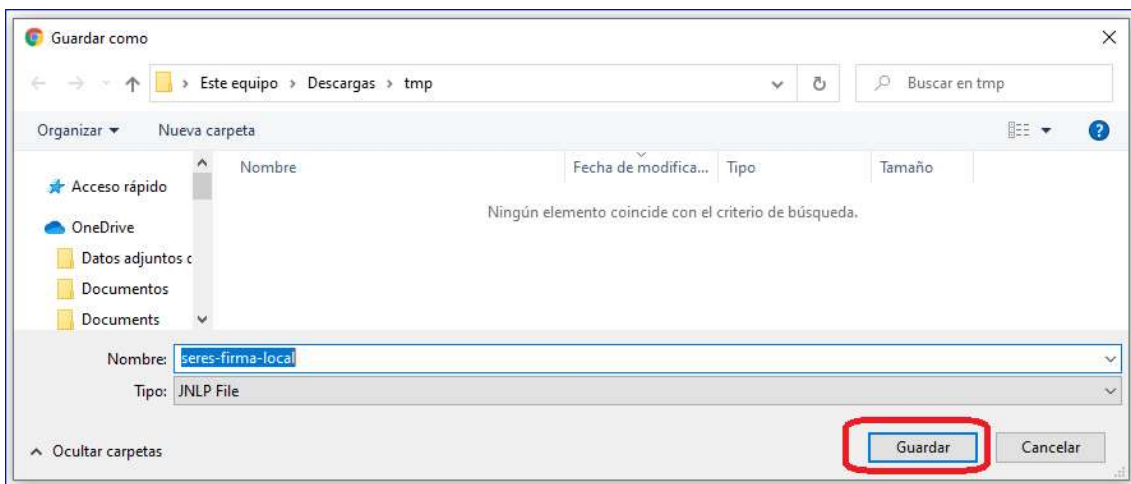 Guardar como
Este equipo › Descargas › tmp
Buscar en tmp
Organizar
Nueva carpeta
Nombre
Fecha de modifica...
Tipo
Tamaño
Ningún elemento coincide con el criterio de búsqueda.
Acceso rápido
OneDrive
Datos adjuntos
Documentos
Documents
Nombre: seres-firma-local
Tipo: JNLP File
Ocultar carpetas
Guardar
Cancelar